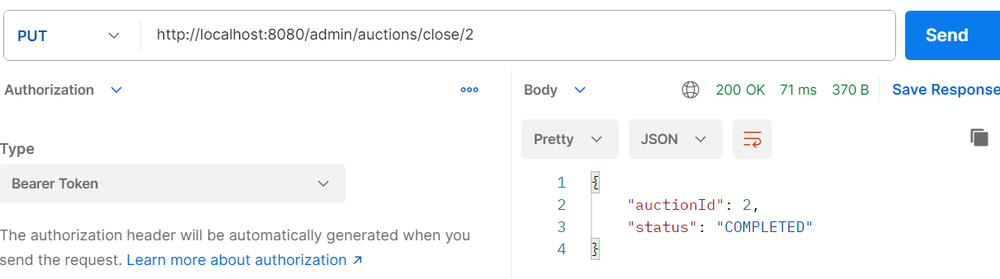 PUT
http://localhost:8080/admin/auctions/close/2
Send
Authorization
Body
200 OK 71 ms 370 B
Save Response
Type
Bearer Token
The authorization header will be automatically generated when you
send the request. Learn more about authorization ↗
Pretty
JSON
1 {
2 "auctionId": 2,
3 "status": "COMPLETED"
4 }